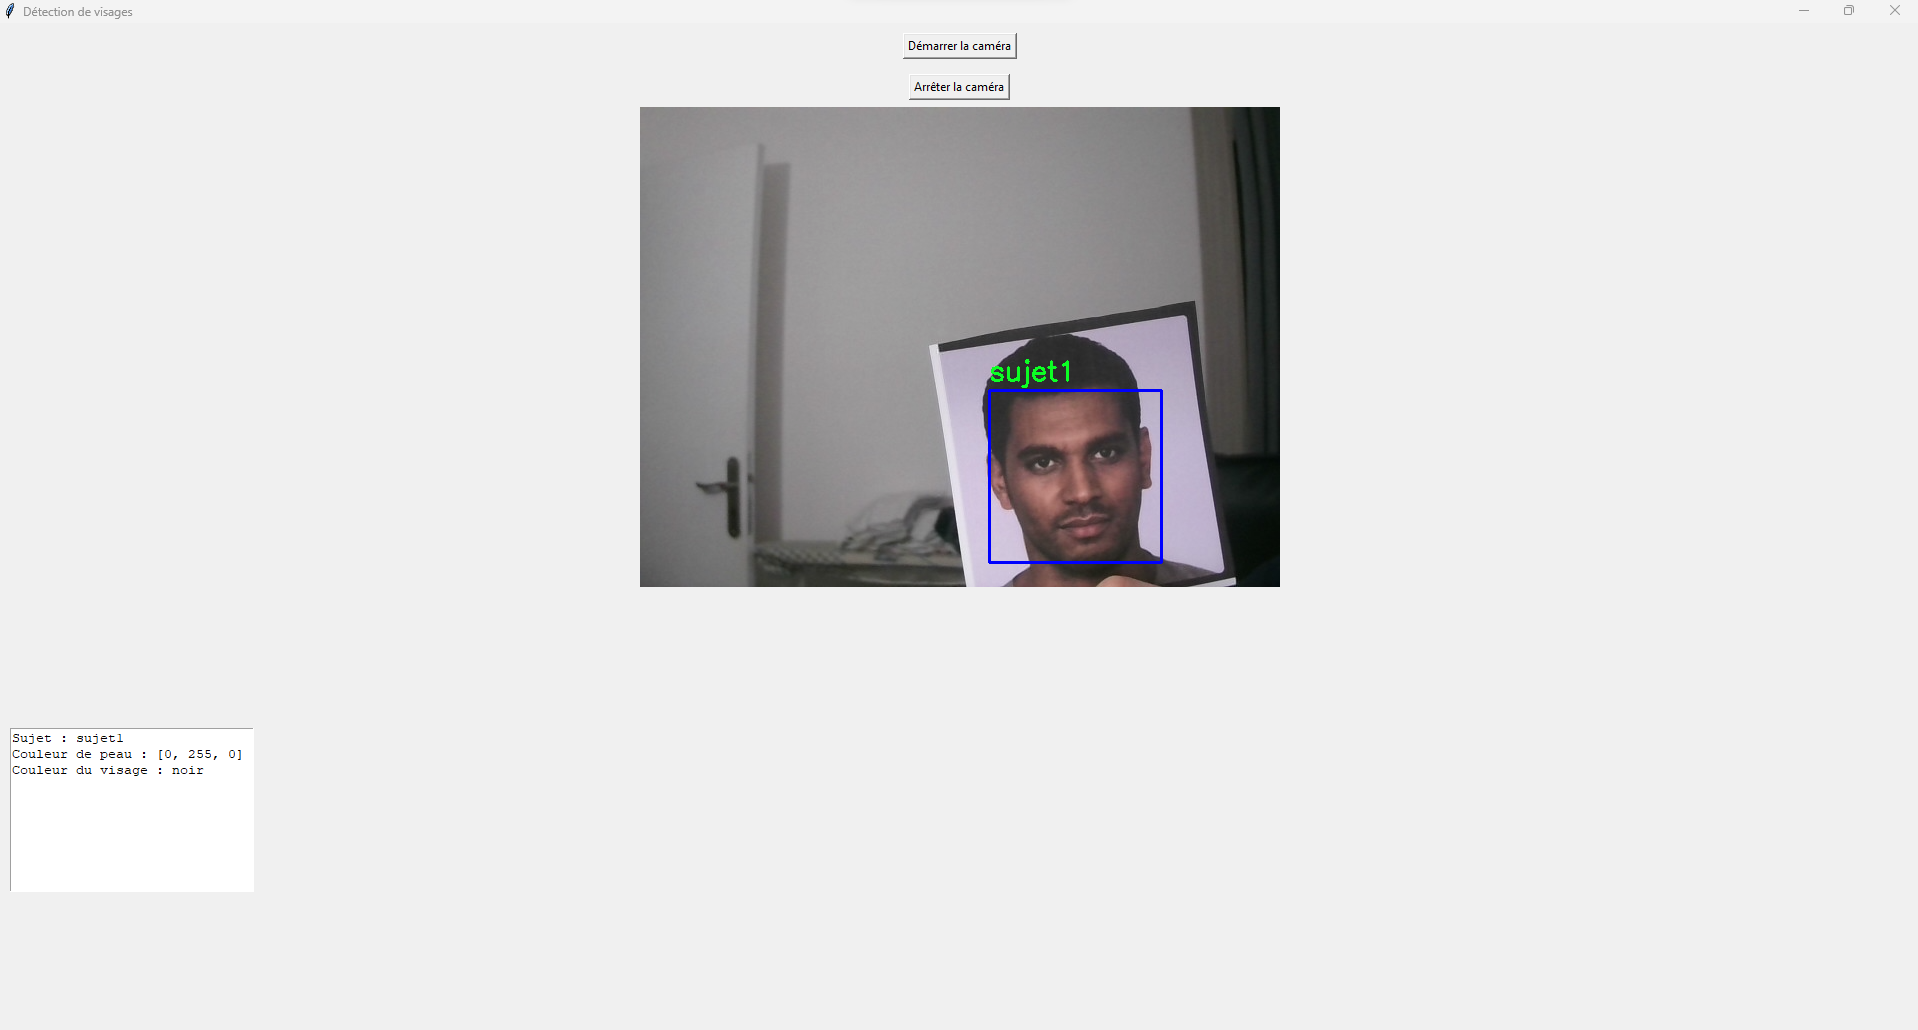 Détection de visages
Démarrer la caméra
Arrêter la caméra
sujet1
Sujet : sujet1
Couleur de peau : [0, 255, 0]
Couleur du visage : noir